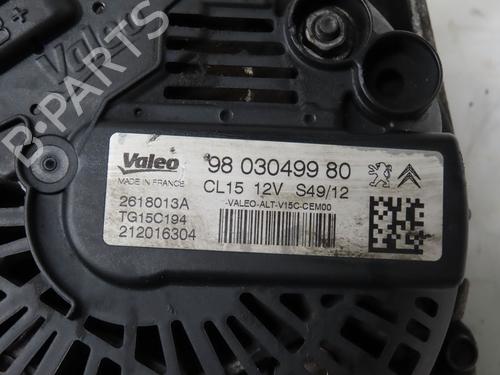 B+
Valeo
B-PARTS
Valeo
MADE IN FRANCE
98 030499 80
CL15 12V S49/12
-VALEO-ALT-V15C-CEM00
2618013A
TG15C194
212016304